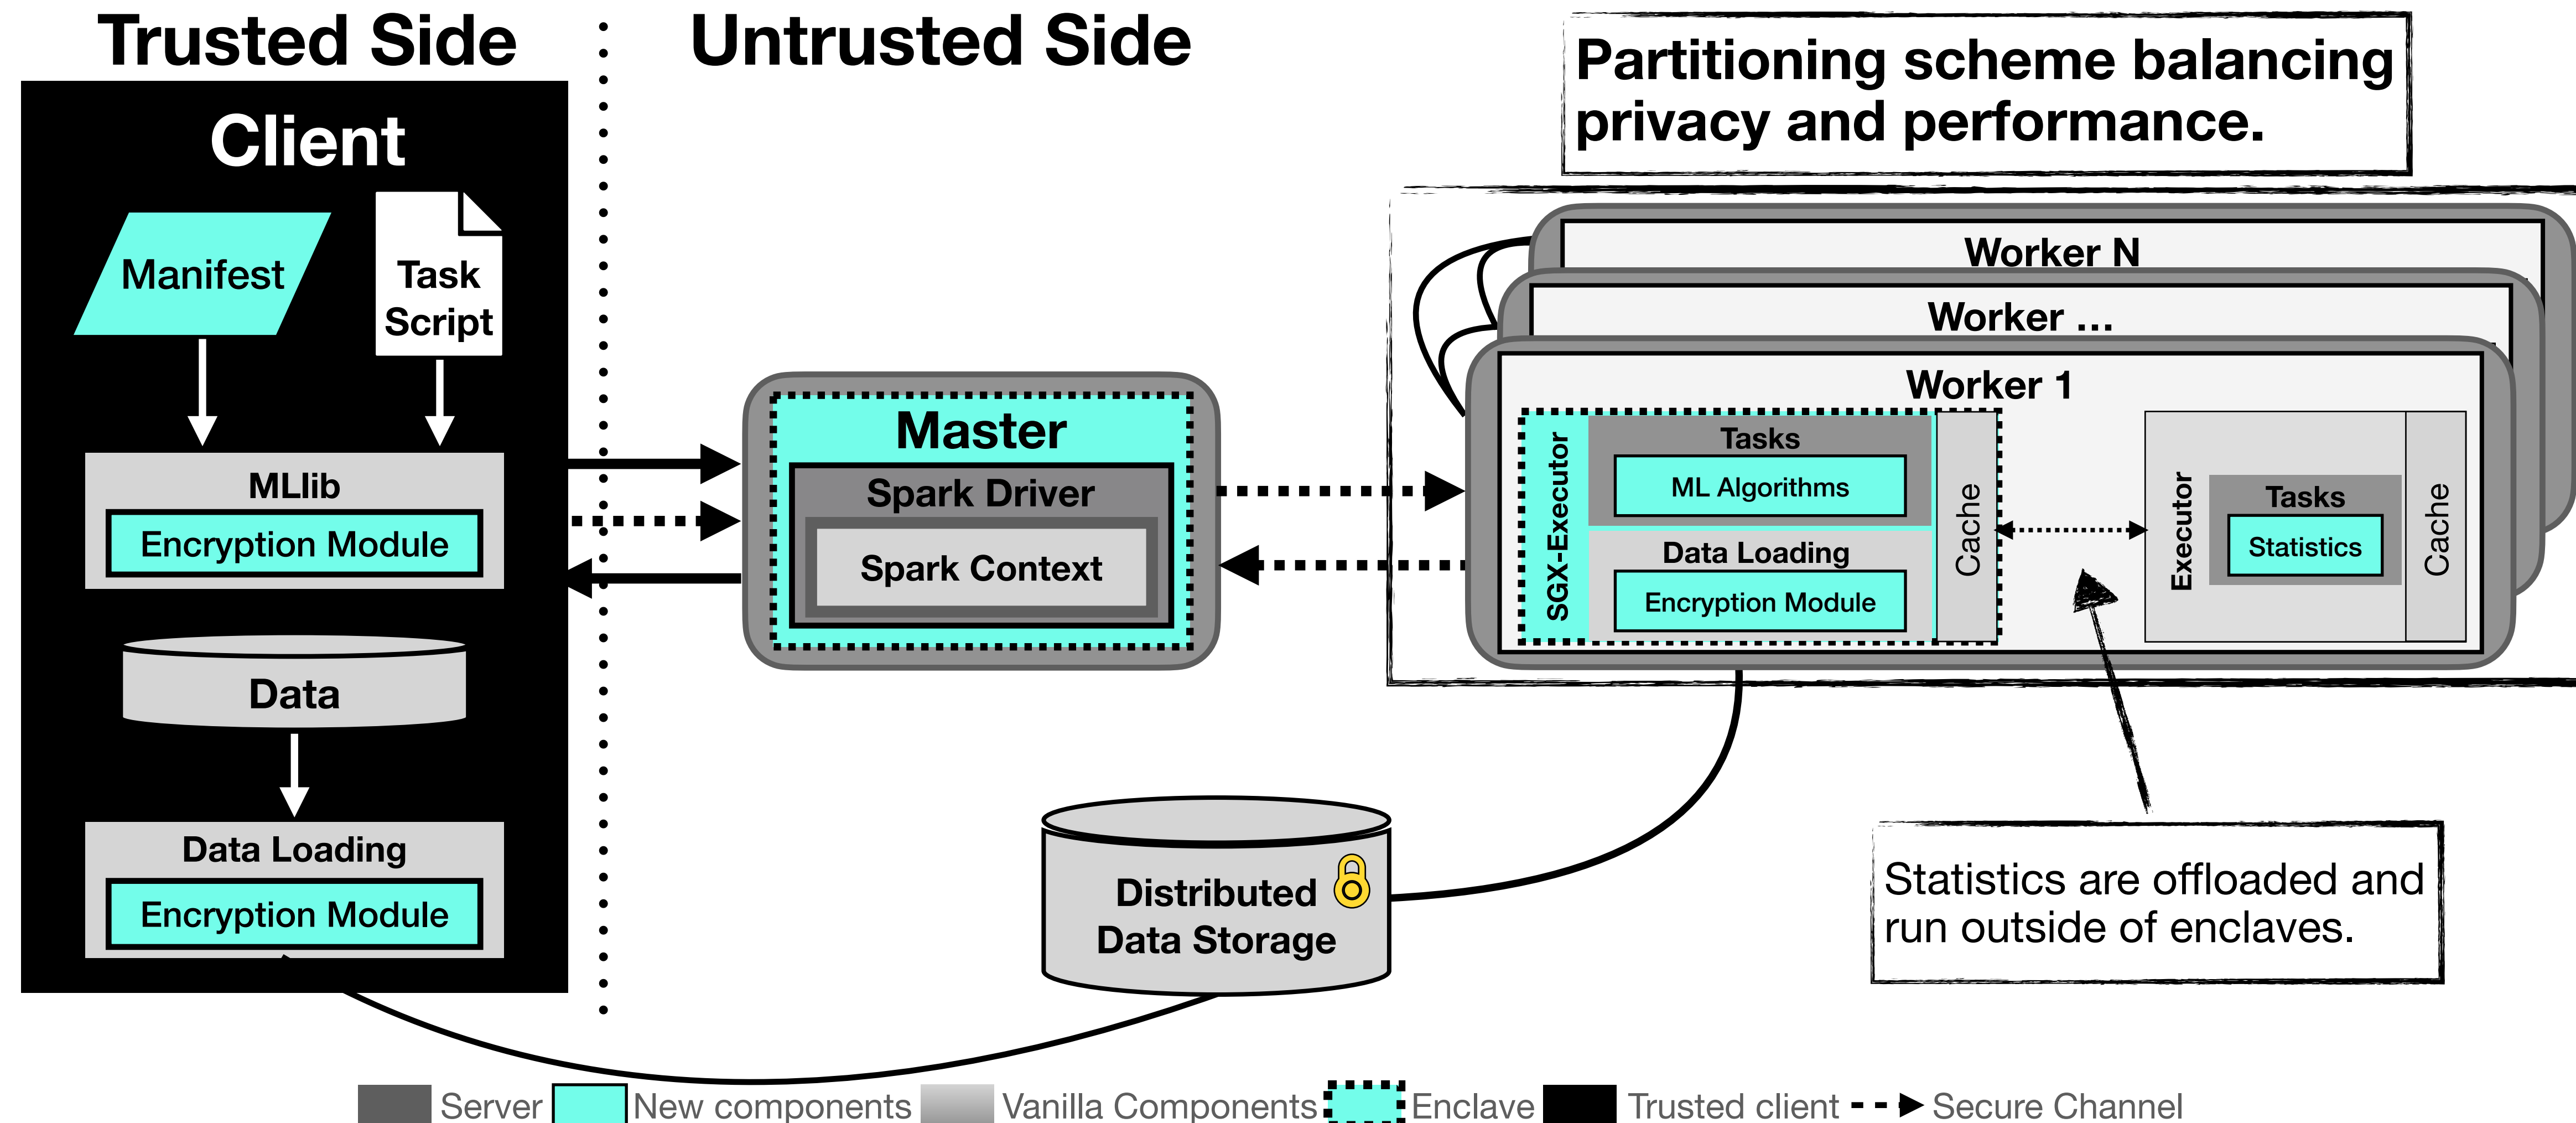 Trusted Side
Untrusted Side
Partitioning scheme balancing
privacy and performance.
Client
Manifest
Task
Script
MLlib
Encryption Module
Data
Data Loading
Encryption Module
Master
Spark Driver
Spark Context
Worker N
Worker ...
Worker 1
SGX-Executor
Tasks
ML Algorithms
Data Loading
Encryption Module
Cache
Executor
Tasks
Statistics
Cache
Distributed
Data Storage
Statistics are offloaded and
run outside of enclaves.
Server
New components
Vanilla Components
Enclave
Trusted client
Secure Channel